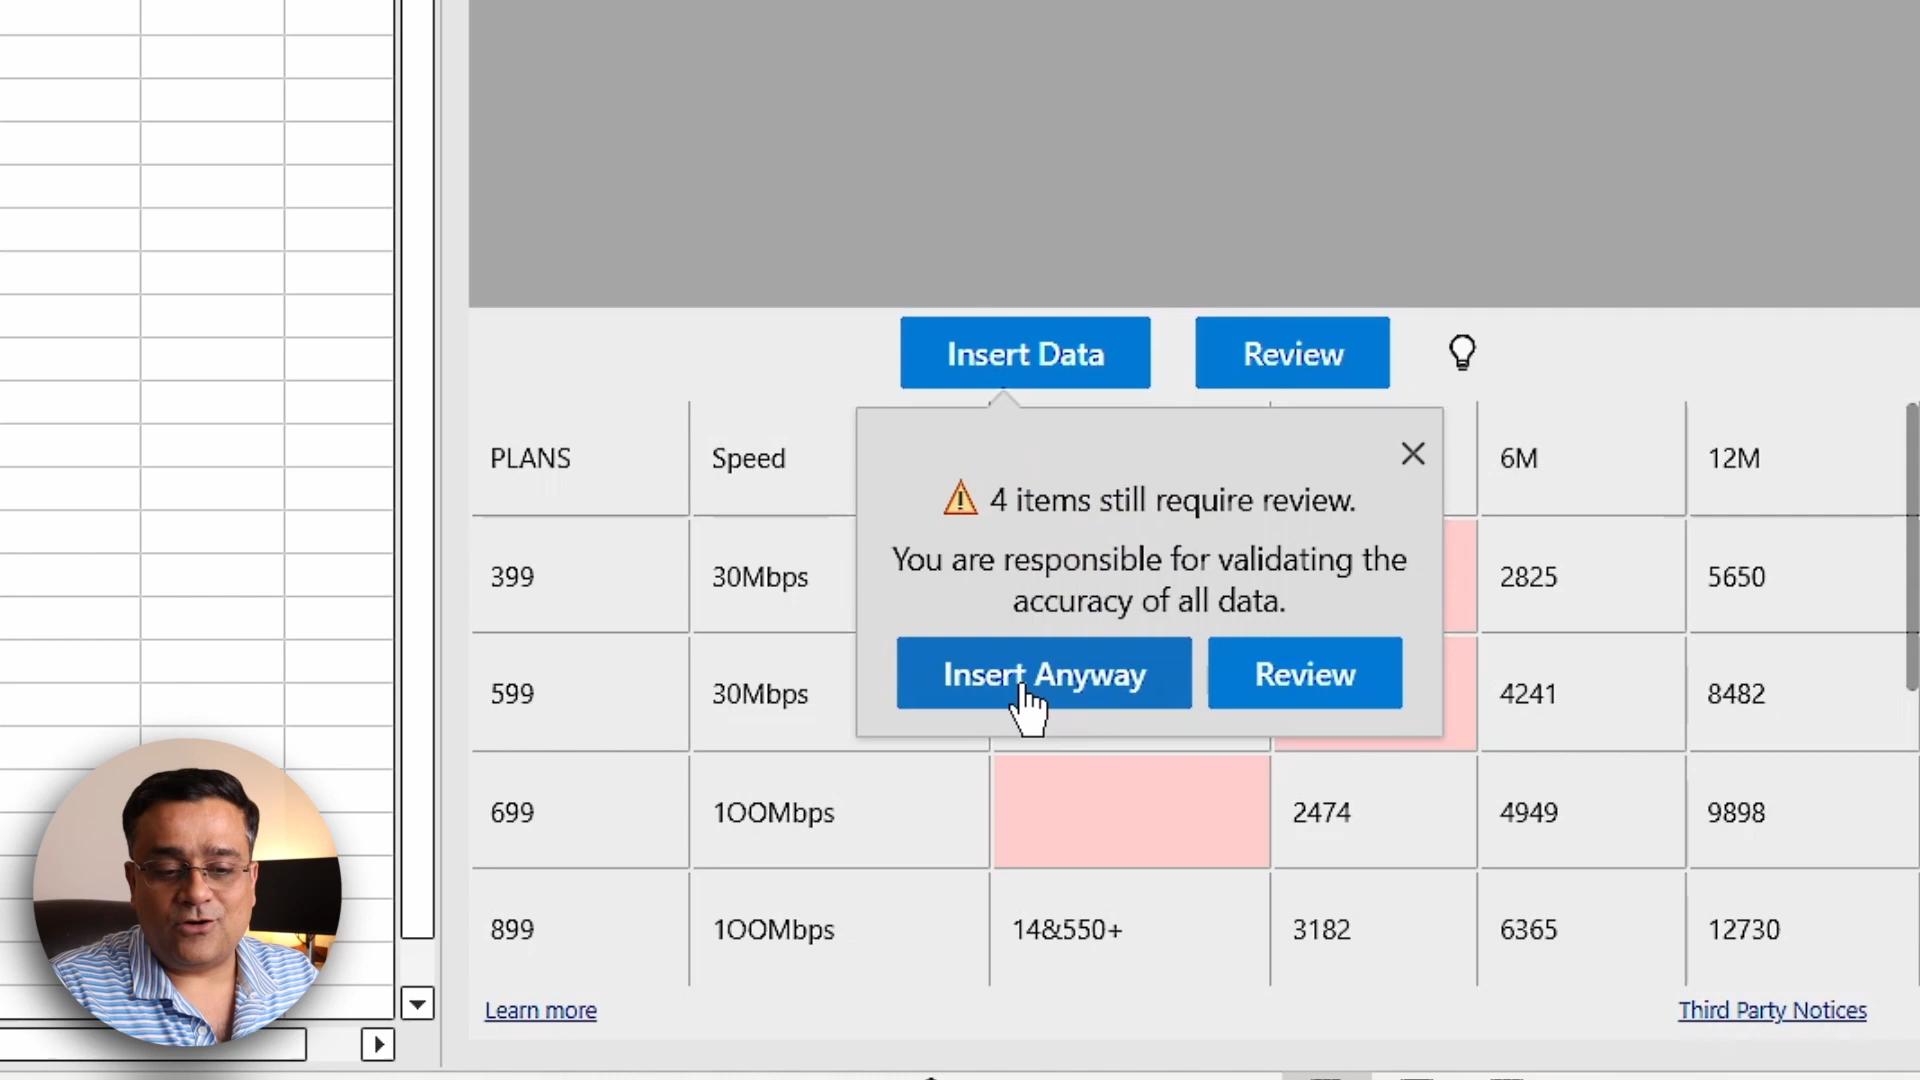 Insert Data
Review
4 items still require review.
You are responsible for validating the
accuracy of all data.
Insert Anyway
Review
PLANS Speed 6M 12M
399 30Mbps 2825 5650
599 30Mbps 4241 8482
699 1OOMbps 2474 4949 9898
899 1OOMbps 14&550+ 3182 6365 12730
Learn more
Third Party Notices